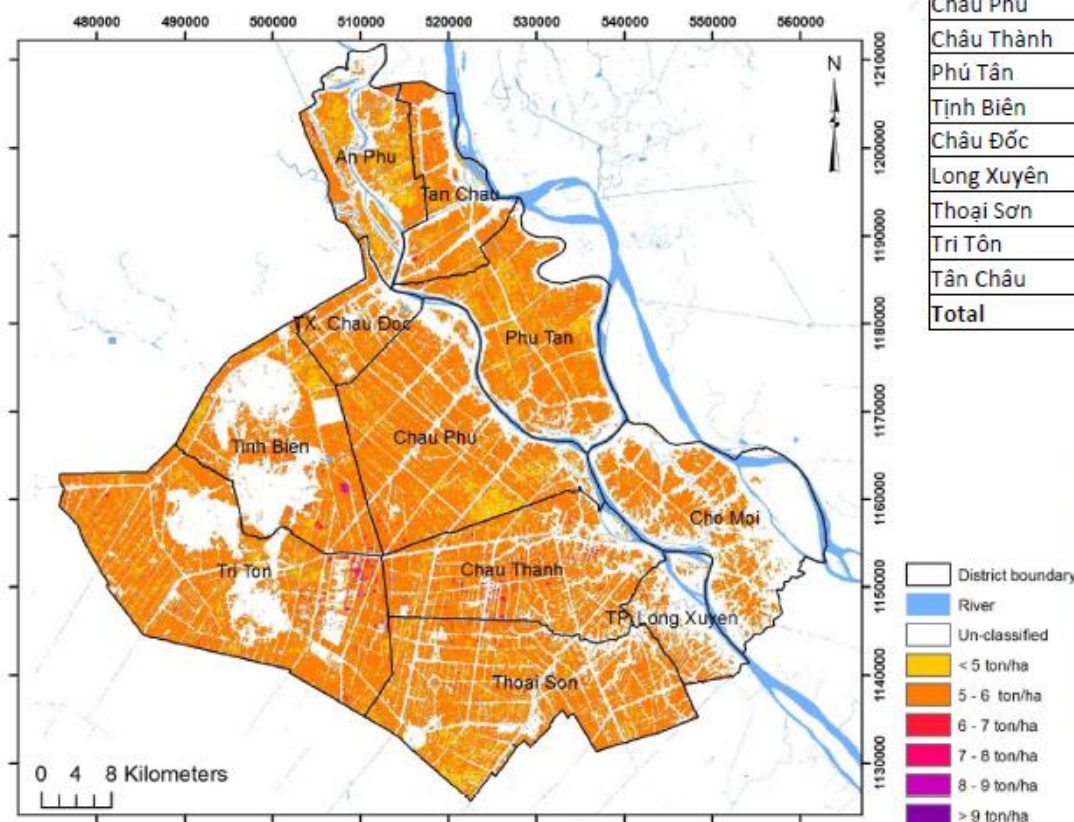 480000 490000 500000 510000 520000 530000 540000 550000 560000
1210000
1200000
1190000
1180000
1170000
1160000
1150000
1140000
1130000
N
An Phu
Tan Chau
TX. Chau Doc
Phu Tan
Chau Phu
Tinh Bien
Cho Moi
Tri Ton
Chau Thanh
TP. Long Xuyen
Thoai Son
0 4 8 Kilometers
Châu Phú
Châu Thành
Phú Tân
Tịnh Biên
Châu Đốc
Long Xuyên
Thoại Sơn
Tri Tôn
Tân Châu
Total
District boundary
River
Un-classified
< 5 ton/ha
5 - 6 ton/ha
6 - 7 ton/ha
7 - 8 ton/ha
8 - 9 ton/ha
> 9 ton/ha